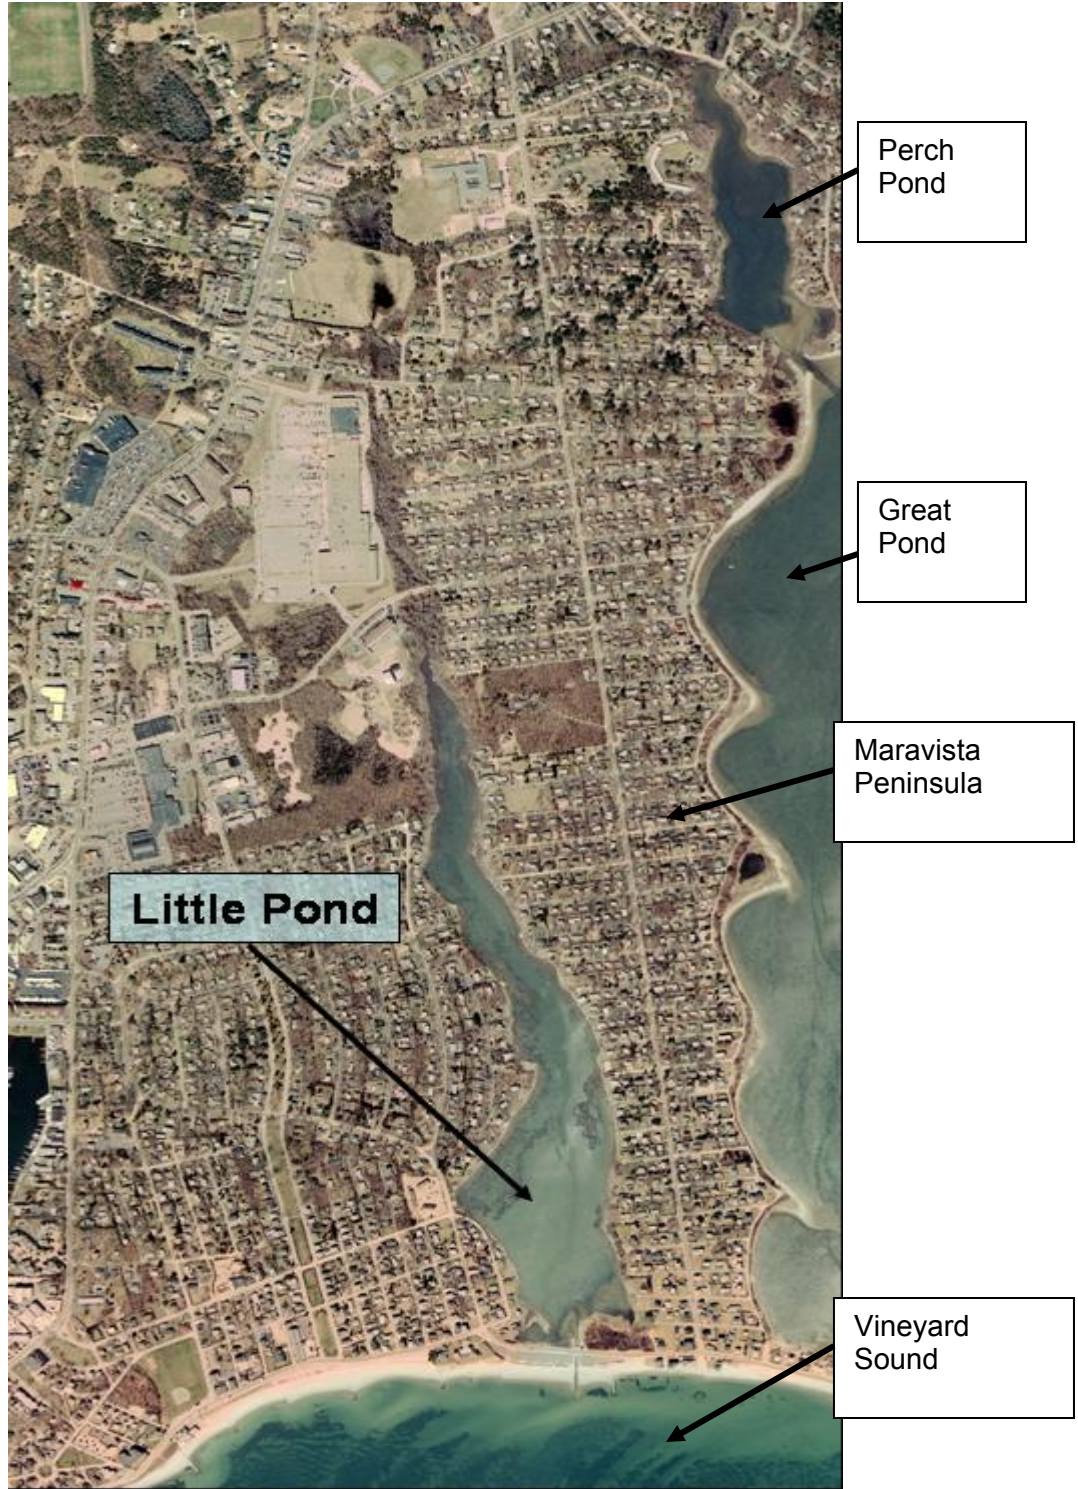 Perch
Pond
Great
Pond
Maravista
Peninsula
Little Pond
Vineyard
Sound